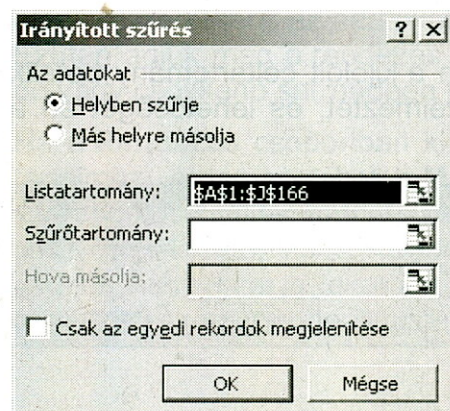 Irányított szűrés
Az adatokat
Helyben szűrje
Más helyre másolja
Listatartomány: $A$1:$J$166
Szűrőtartomány:
Hova másolja:
Csak az egyedi rekordok megjelenítése
OK Mégse